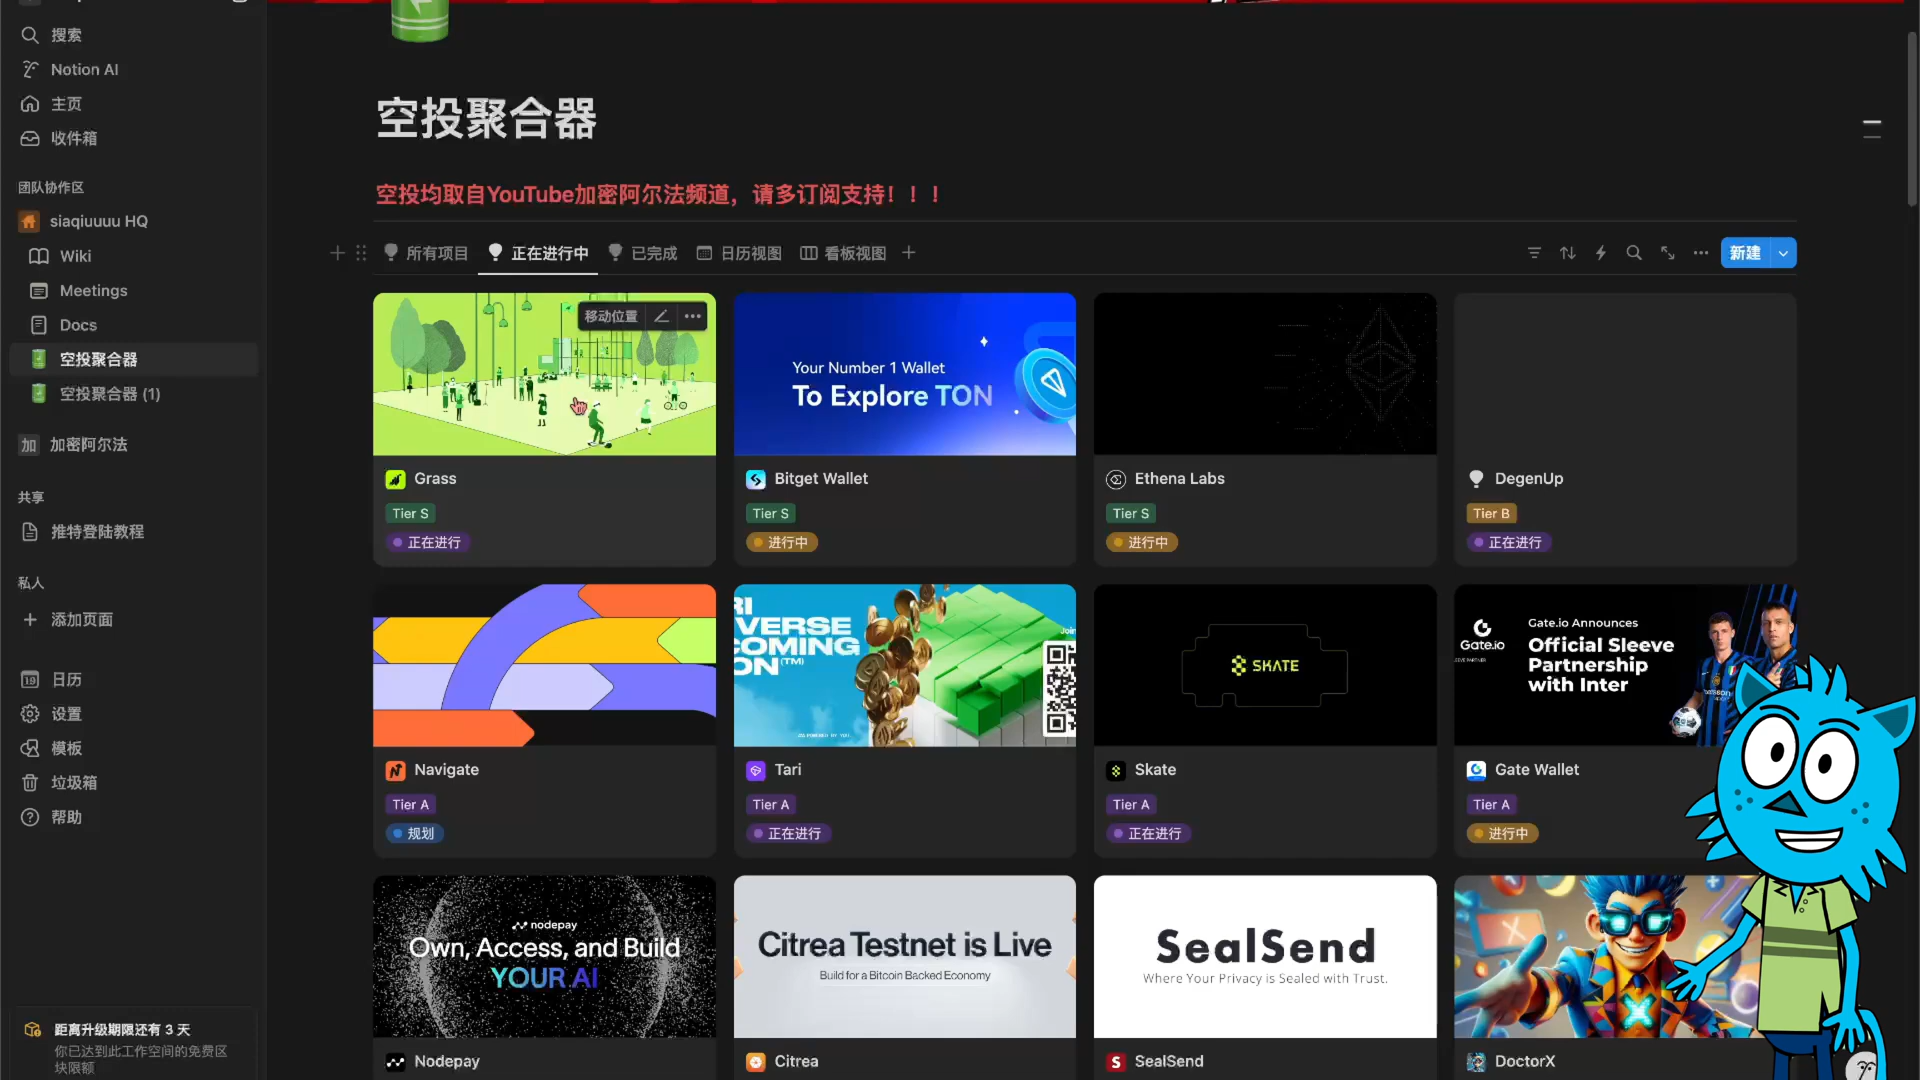 搜索
Notion AI
主页
收件箱
团队协作区
siaqiuuuu HQ
Wiki
Meetings
Docs
空投聚合器
空投聚合器 (1)
加 加密阿尔法
共享
推特登陆教程
私人
添加页面
19 日历
设置
模板
垃圾箱
帮助
距离升级期限还有 3 天
你已达到此工作空间的免费区
块限额
空投聚合器
空投均取自YouTube加密阿尔法频道，请多订阅支持！！！
所有项目 正在进行中 已完成 日历视图 看板视图
新建
移动位置
Grass
Tier S
正在进行
Your Number 1 Wallet
To Explore TON
Bitget Wallet
Tier S
进行中
Ethena Labs
Tier S
进行中
DegenUp
Tier B
正在进行
Navigate
Tier A
规划
VERSE
COMING
ON(TM)
Join
Tari
Tier A
正在进行
SKATE
Skate
Tier A
正在进行
Gate.io
Gate.io Announces
Official Sleeve
Partnership
with Inter
Gate Wallet
Tier A
进行中
nodepay
Own, Access, and Build
YOUR AI
Nodepay
Citrea Testnet is Live
Build for a Bitcoin Backed Economy
Citrea
SealSend
Where Your Privacy is Sealed with Trust.
S SealSend
DoctorX